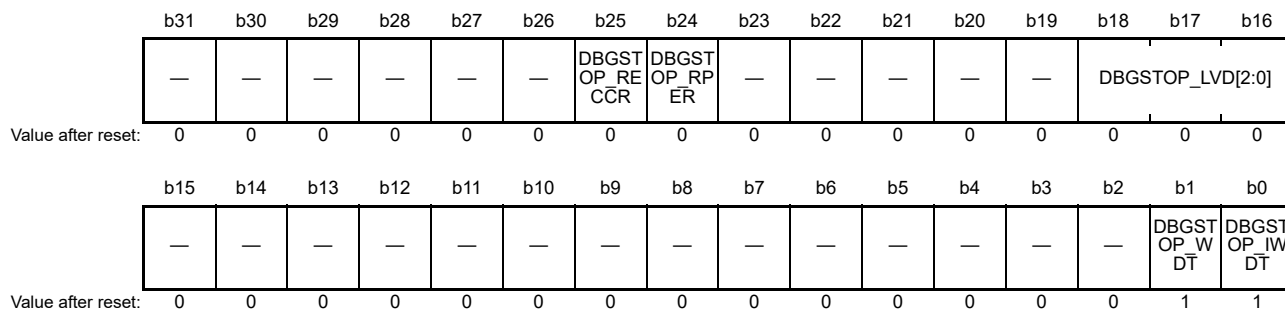 b31 b30 b29 b28 b27 b26 b25 b24 b23 b22 b21 b20 b19 b18 b17 b16
— — — — — — DBGSTOP_RECCR DBGSTOP_RPER — — — — — DBGSTOP_LVD[2:0]
Value after reset: 0 0 0 0 0 0 0 0 0 0 0 0 0 0 0 0
b15 b14 b13 b12 b11 b10 b9 b8 b7 b6 b5 b4 b3 b2 b1 b0
— — — — — — — — — — — — — — DBGSTOP_WDT DBGSTOP_IWDT
Value after reset: 0 0 0 0 0 0 0 0 0 0 0 0 0 0 1 1